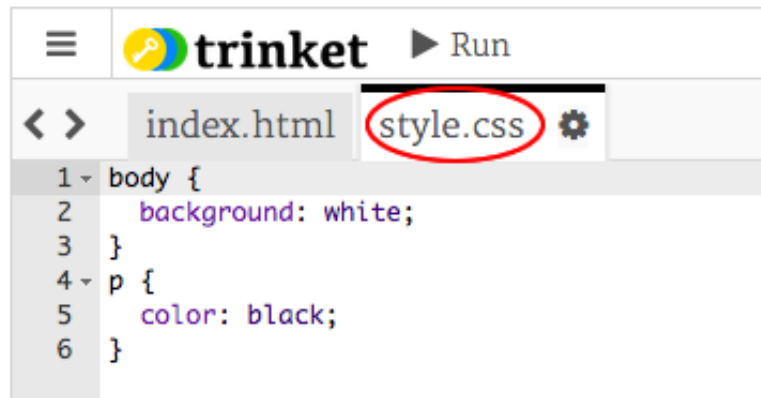 trinket Run
index.html style.css
1 body {
2   background: white;
3 }
4 p {
5   color: black;
6 }